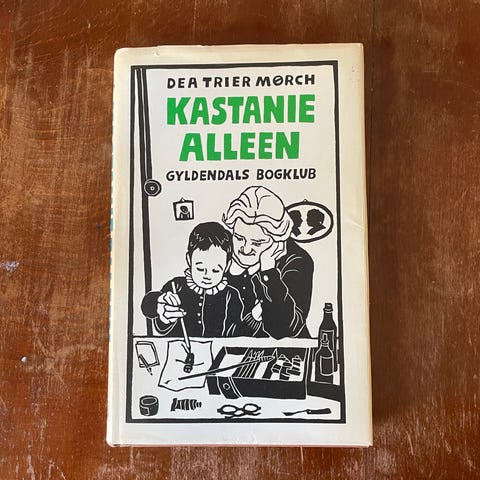 DEA TRIER MØRCH
KASTANIE
ALLEEN
GYLDENDALS BOGKLUB